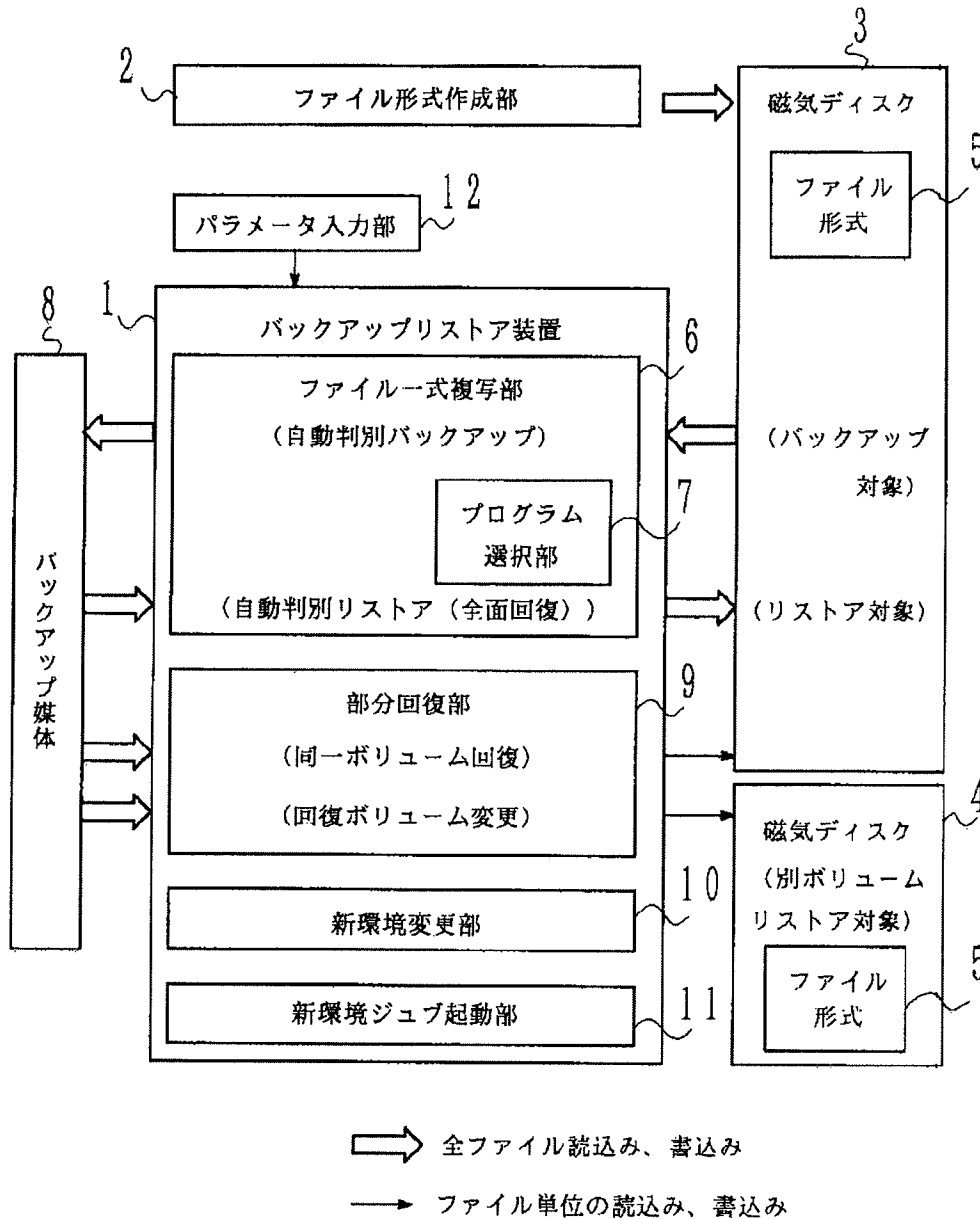 3
2
ファイル形式作成部
磁気ディスク
5
ファイル
形式
12
パラメータ入力部
8
1
バックアップリストア装置
6
ファイル一式複写部
(自動判別バックアップ)
(バックアップ
対象)
7
プログラム
選択部
バックアップ媒体
(自動判別リストア(全面回復))
(リストア対象)
9
部分回復部
(同一ボリューム回復)
(回復ボリューム変更)
4
磁気ディスク
(別ボリューム
リストア対象)
10
新環境変更部
5
ファイル
形式
新環境ジュブ起動部
11
全ファイル読込み、書込み
ファイル単位の読込み、書込み